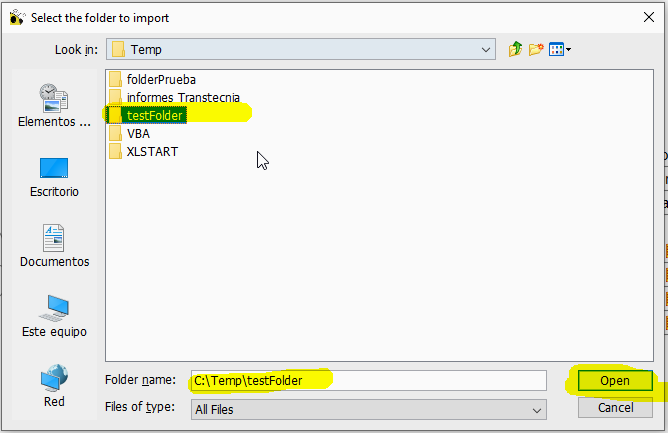 Select the folder to import
Look in:
Temp
folderPrueba
informes Transtecnia
testFolder
VBA
XLSTART
Elementos ...
Escritorio
Documentos
Este equipo
Red
Folder name:
C:\Temp\testFolder
Open
Files of type:
All Files
Cancel